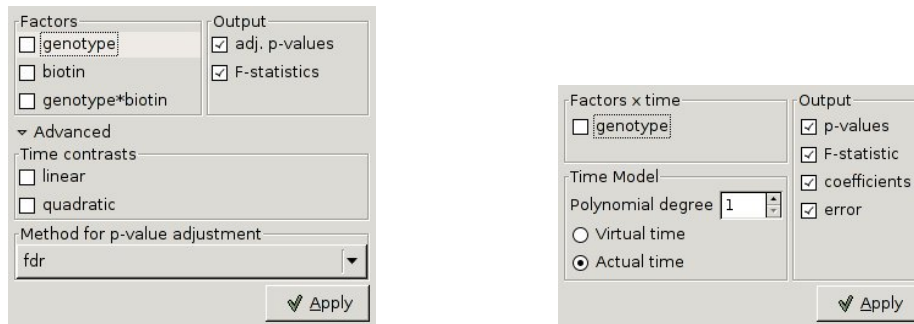 Factors
genotype
biotin
genotype*biotin
Output
adj. p-values
F-statistics
Advanced
Time contrasts
linear
quadratic
Method for p-value adjustment
fdr
Apply
Factors x time
genotype
Time Model
Polynomial degree 1
Virtual time
Actual time
Output
p-values
F-statistic
coefficients
error
Apply